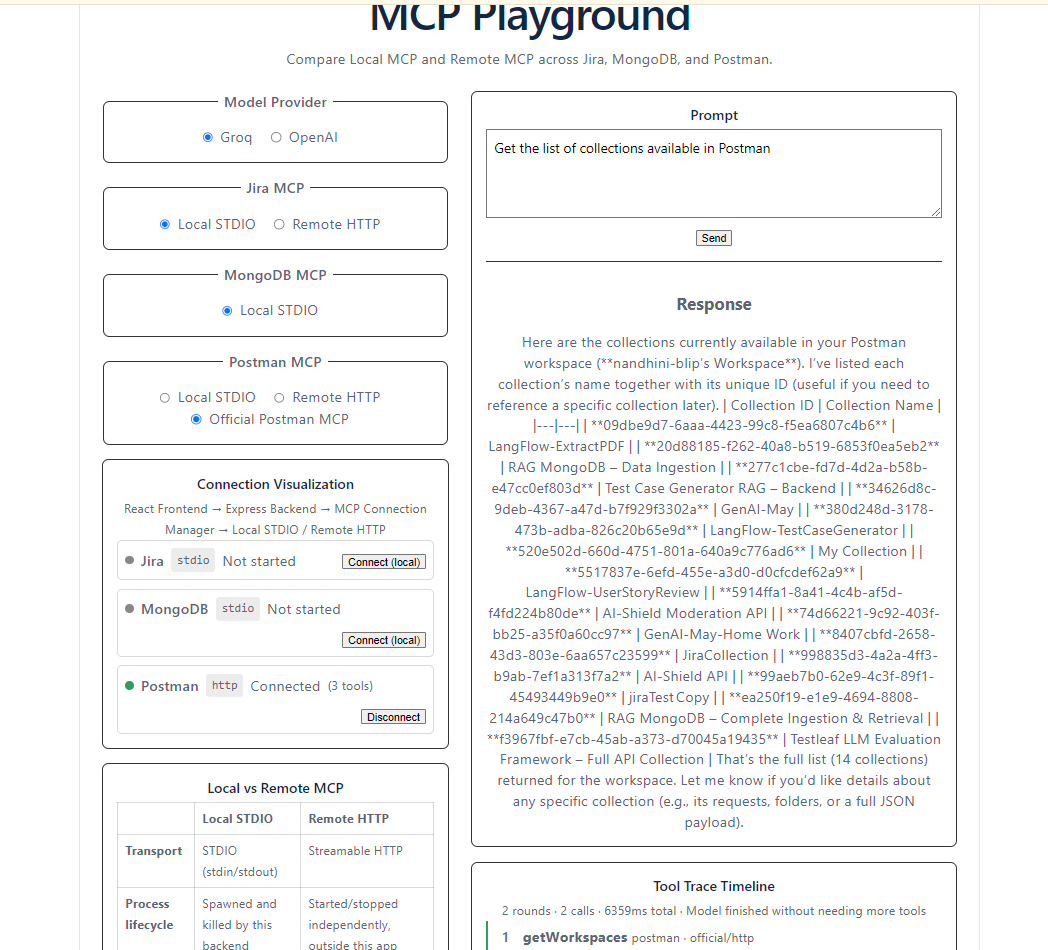 MCP Playground
Compare Local MCP and Remote MCP across Jira, MongoDB, and Postman.
Model Provider
Groq OpenAI
Jira MCP
Local STDIO Remote HTTP
MongoDB MCP
Local STDIO
Postman MCP
Local STDIO Remote HTTP
Official Postman MCP
Connection Visualization
React Frontend → Express Backend → MCP Connection
Manager → Local STDIO / Remote HTTP
Jira stdio Not started Connect (local)
MongoDB stdio Not started
Connect (local)
Postman http Connected (3 tools)
Disconnect
Local vs Remote MCP
Local STDIO Remote HTTP
Transport STDIO Streamable HTTP
(stdin/stdout)
Process Spawned and Started/stopped
lifecycle killed by this independently,
backend outside this app
Prompt
Get the list of collections available in Postman
Send
Response
Here are the collections currently available in your Postman
workspace (**nandhini-blip's Workspace**). I've listed each
collection's name together with its unique ID (useful if you need to
reference a specific collection later). | Collection ID | Collection Name |
|---|---| | **09dbe9d7-6aaa-4423-99c8-f5ea6807c4b6** |
LangFlow-ExtractPDF | | **20d88185-f262-40a8-b519-6853f0ea5eb2**
| RAG MongoDB – Data Ingestion | | **277c1cbe-fd7d-4d2a-b58b-
e47cc0ef803d** | Test Case Generator RAG – Backend | | **34626d8c-
9deb-4367-a47d-b7f929f3302a** | GenAI-May | | **380d248d-3178-
473b-adba-826c20b65e9d** | LangFlow-TestCaseGenerator | |
**520e502d-660d-4751-801a-640a9c776ad6** | My Collection | |
**5517837e-6efd-455e-a3d0-d0cfcdef62a9** |
LangFlow-UserStoryReview | | **5914ffa1-8a41-4c4b-af5d-
f4fd224b80de** | AI-Shield Moderation API | | **74d66221-9c92-403f-
bb25-a35f0a60cc97** | GenAI-May-Home Work | | **8407cbfd-2658-
43d3-803e-6aa657c23599** | JiraCollection | | **998835d3-4a2a-4ff3-
b9ab-7ef1a313f7a2** | AI-Shield API | | **99aeb7b0-62e9-4c3f-89f1-
45493449b9e0** | jiraTest Copy | | **ea250f19-e1e9-4694-8808-
214a649c47b0** | RAG MongoDB – Complete Ingestion & Retrieval | |
**f3967fbf-e7cb-45ab-a373-d70045a19435** | Testleaf LLM Evaluation
Framework – Full API Collection | That's the full list (14 collections)
returned for the workspace. Let me know if you'd like details about
any specific collection (e.g., its requests, folders, or a full JSON
payload).
Tool Trace Timeline
2 rounds · 2 calls · 6359ms total · Model finished without needing more tools
1 getWorkspaces postman · official/http